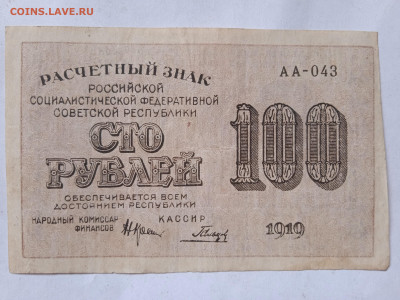 COINS.LAVE.RU
РАСЧЕТНЫЙ ЗНАК
РОССИЙСКОЙ
СОЦИАЛИСТИЧЕСКОЙ ФЕДЕРАТИВНОЙ
СОВЕТСКОЙ РЕСПУБЛИКИ
СТО
РУБЛЕЙ
ОБЕСПЕЧИВАЕТСЯ ВСЕМ
ДОСТОЯНИЕМ РЕСПУБЛИКИ
НАРОДНЫЙ КОМИССАР
ФИНАНСОВ
КАССИР
АА-043
100
1919